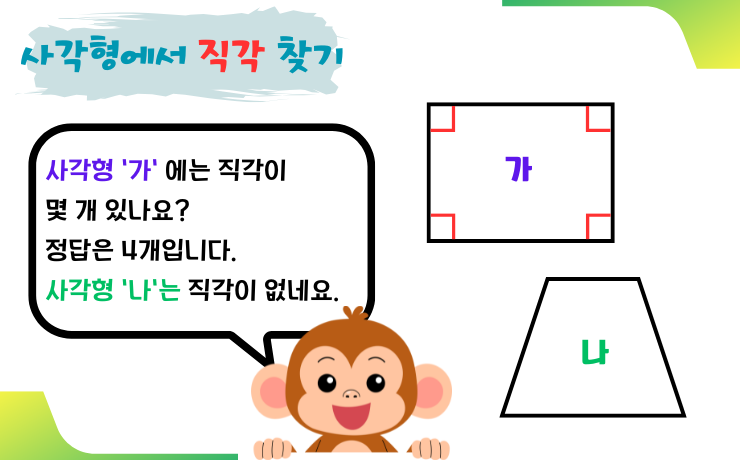 사각형에서 직각 찾기
사각형 '가' 에는 직각이
몇 개 있나요?
정답은 4개입니다.
사각형 '나'는 직각이 없네요.
가
나